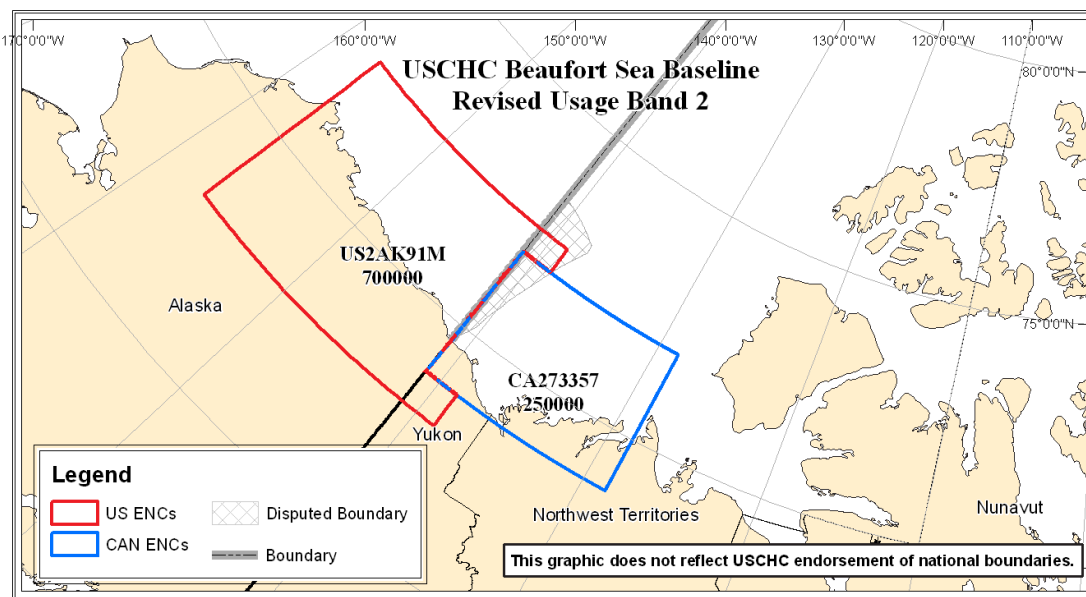 170°0'0"W
160°0'0"W
150°0'0"W
140°0'0"W
130°0'0"W
120°0'0"W
110°0'0"W
80°0'0"N
USCHC Beaufort Sea Baseline
Revised Usage Band 2
US2AK91M
700000
Alaska
75°0'0"N
CA273357
250000
Yukon
Northwest Territories
Nunavut
Legend
US ENCs
CAN ENCs
Disputed Boundary
Boundary
This graphic does not reflect USCHC endorsement of national boundaries.